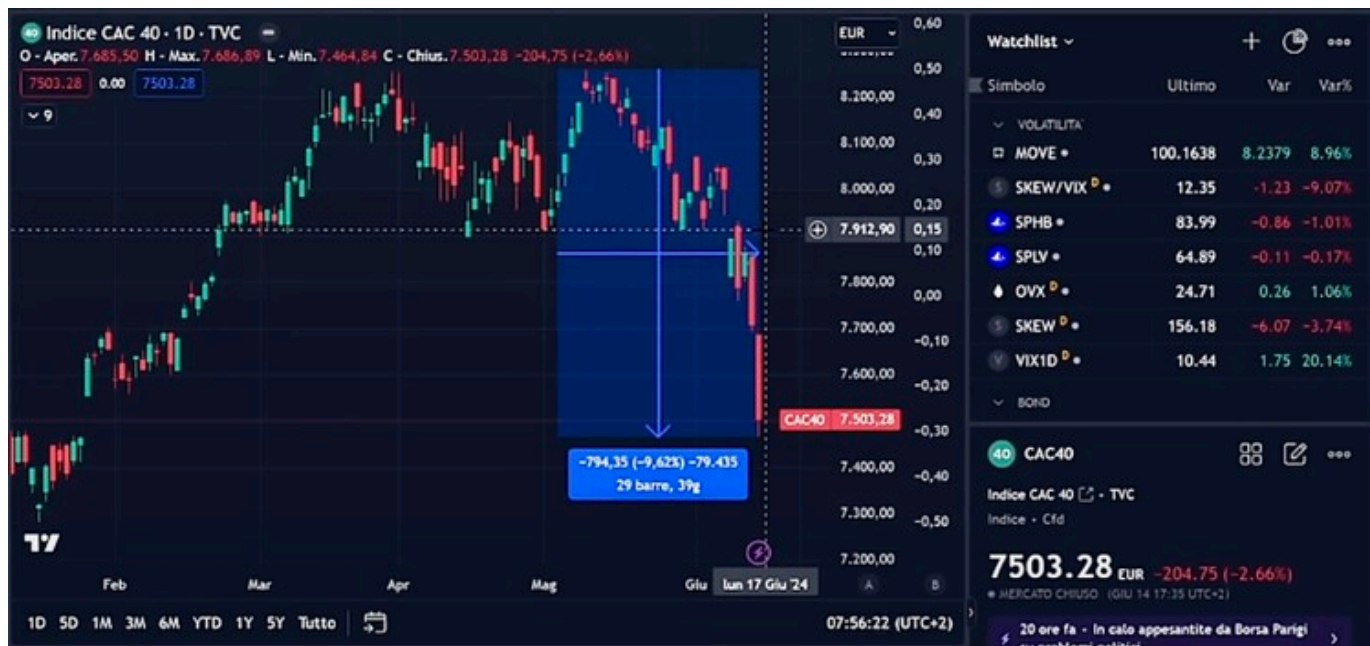 40 Indice CAC 40 · 1D · TVC
O - Aper.7.685,50 H - Max.7.686,89 L - Min.7.464,84 C - Chius.7.503,28 -204,75 (-2,66%)
7503.28 0.00 7503.28
9
EUR
8.200,00
8.100,00
8.000,00
7.912,90
7.800,00
7.700,00
7.600,00
CAC40 7.503,28
7.400,00
7.300,00
7.200,00
0,60
0,50
0,40
0,30
0,20
0,15
0,10
0,00
-0,10
-0,20
-0,30
-0,40
-0,50
-794,35 (-9,62%) -79.435
29 barre, 39g
Feb Mar Apr Mag Giu lun 17 Giu '24 A B
1D 5D 1M 3M 6M YTD 1Y 5Y Tutto 07:56:22 (UTC+2)
Watchlist
Simbolo Ultimo Var Var%
VOLATILITA'
MOVE 100.1638 8.2379 8.96%
S SKEW/VIX D 12.35 -1.23 -9.07%
SPHB 83.99 -0.86 -1.01%
SPLV 64.89 -0.11 -0.17%
OVX D 24.71 0.26 1.06%
S SKEW D 156.18 -6.07 -3.74%
V VIX1D D 10.44 1.75 20.14%
BOND
40 CAC40
Indice CAC 40 · TVC
Indice · Cfd
7503.28 EUR -204.75 (-2.66%)
MERCATO CHIUSO (GIU 14 17:35 UTC+2)
20 ore fa - In calo appesantite da Borsa Parigi
su problemi politici